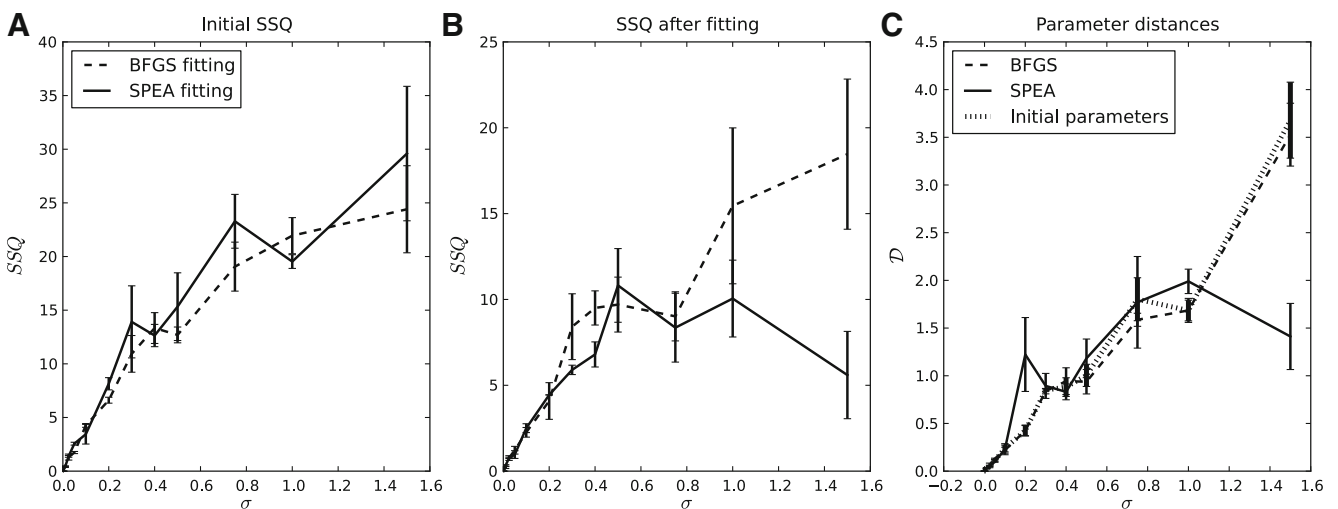 A
Initial SSQ
BFGS fitting
SPEA fitting
SSQ
40
35
30
25
20
15
10
5
0
0.0 0.2 0.4 0.6 0.8 1.0 1.2 1.4 1.6
σ
B
SSQ after fitting
SSQ
25
20
15
10
5
0
0.0 0.2 0.4 0.6 0.8 1.0 1.2 1.4 1.6
σ
C
Parameter distances
BFGS
SPEA
Initial parameters
𝒟
4.5
4.0
3.5
3.0
2.5
2.0
1.5
1.0
0.5
0.0
−0.2 0.0 0.2 0.4 0.6 0.8 1.0 1.2 1.4 1.6
σ